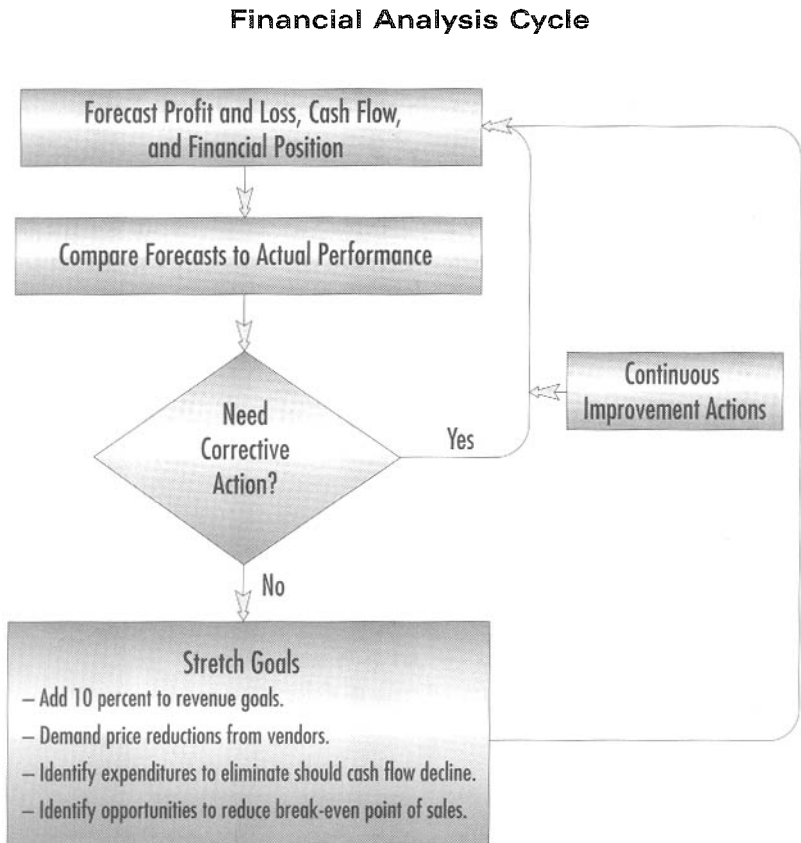 Financial Analysis Cycle
Forecast Profit and Loss, Cash Flow,
and Financial Position
Compare Forecasts to Actual Performance
Need
Corrective
Action?
Yes
Continuous
Improvement Actions
No
Stretch Goals
– Add 10 percent to revenue goals.
– Demand price reductions from vendors.
– Identify expenditures to eliminate should cash flow decline.
– Identify opportunities to reduce break-even point of sales.